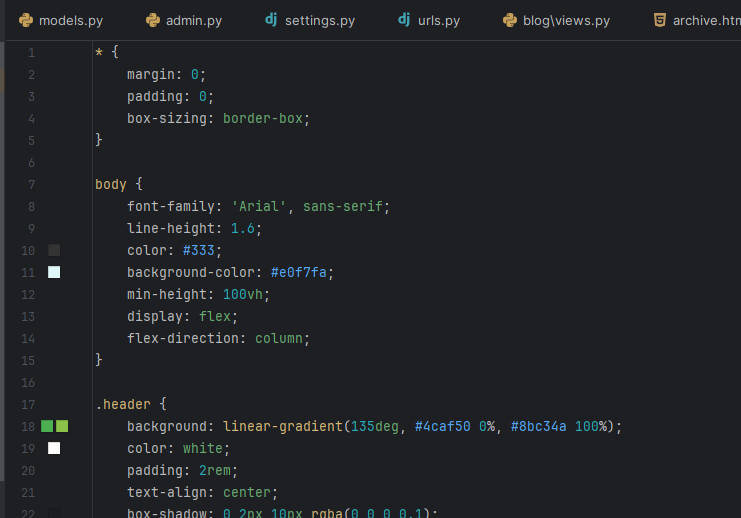 models.py admin.py settings.py urls.py blog\views.py archive.htm
1 * {
2 margin: 0;
3 padding: 0;
4 box-sizing: border-box;
5 }
6
7 body {
8 font-family: 'Arial', sans-serif;
9 line-height: 1.6;
10 color: #333;
11 background-color: #e0f7fa;
12 min-height: 100vh;
13 display: flex;
14 flex-direction: column;
15 }
16
17 .header {
18 background: linear-gradient(135deg, #4caf50 0%, #8bc34a 100%);
19 color: white;
20 padding: 2rem;
21 text-align: center;
22 box-shadow: 0 2px 10px rgba(0,0,0,0.1);